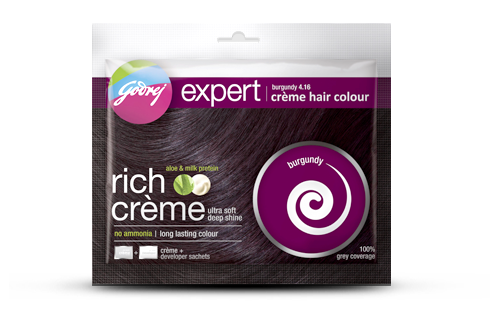 Godrej
expert
burgundy 4.16
crème hair colour
aloe & milk protein
rich
crème
ultra soft
deep shine
no ammonia | long lasting colour
crème +
developer sachets
burgundy
100%
grey coverage